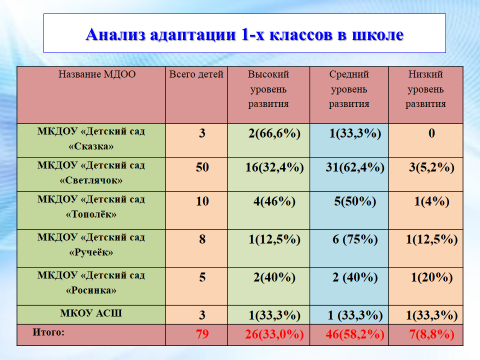 Анализ адаптации 1-х классов в школе
Название МДОО Всего детей Высокий уровень развития Средний уровень развития Низкий уровень развития
МКДОУ «Детский сад «Сказка» 3 2(66,6%) 1(33,3%) 0
МКДОУ «Детский сад «Светлячок» 50 16(32,4%) 31(62,4%) 3(5,2%)
МКДОУ «Детский сад «Тополёк» 10 4(46%) 5(50%) 1(4%)
МКДОУ «Детский сад «Ручеёк» 8 1(12,5%) 6 (75%) 1(12,5%)
МКДОУ «Детский сад «Росинка» 5 2(40%) 2 (40%) 1(20%)
МКОУ АСШ 3 1(33,3%) 1 (33,3%) 1(33,3%)
Итого: 79 26(33,0%) 46(58,2%) 7(8,8%)